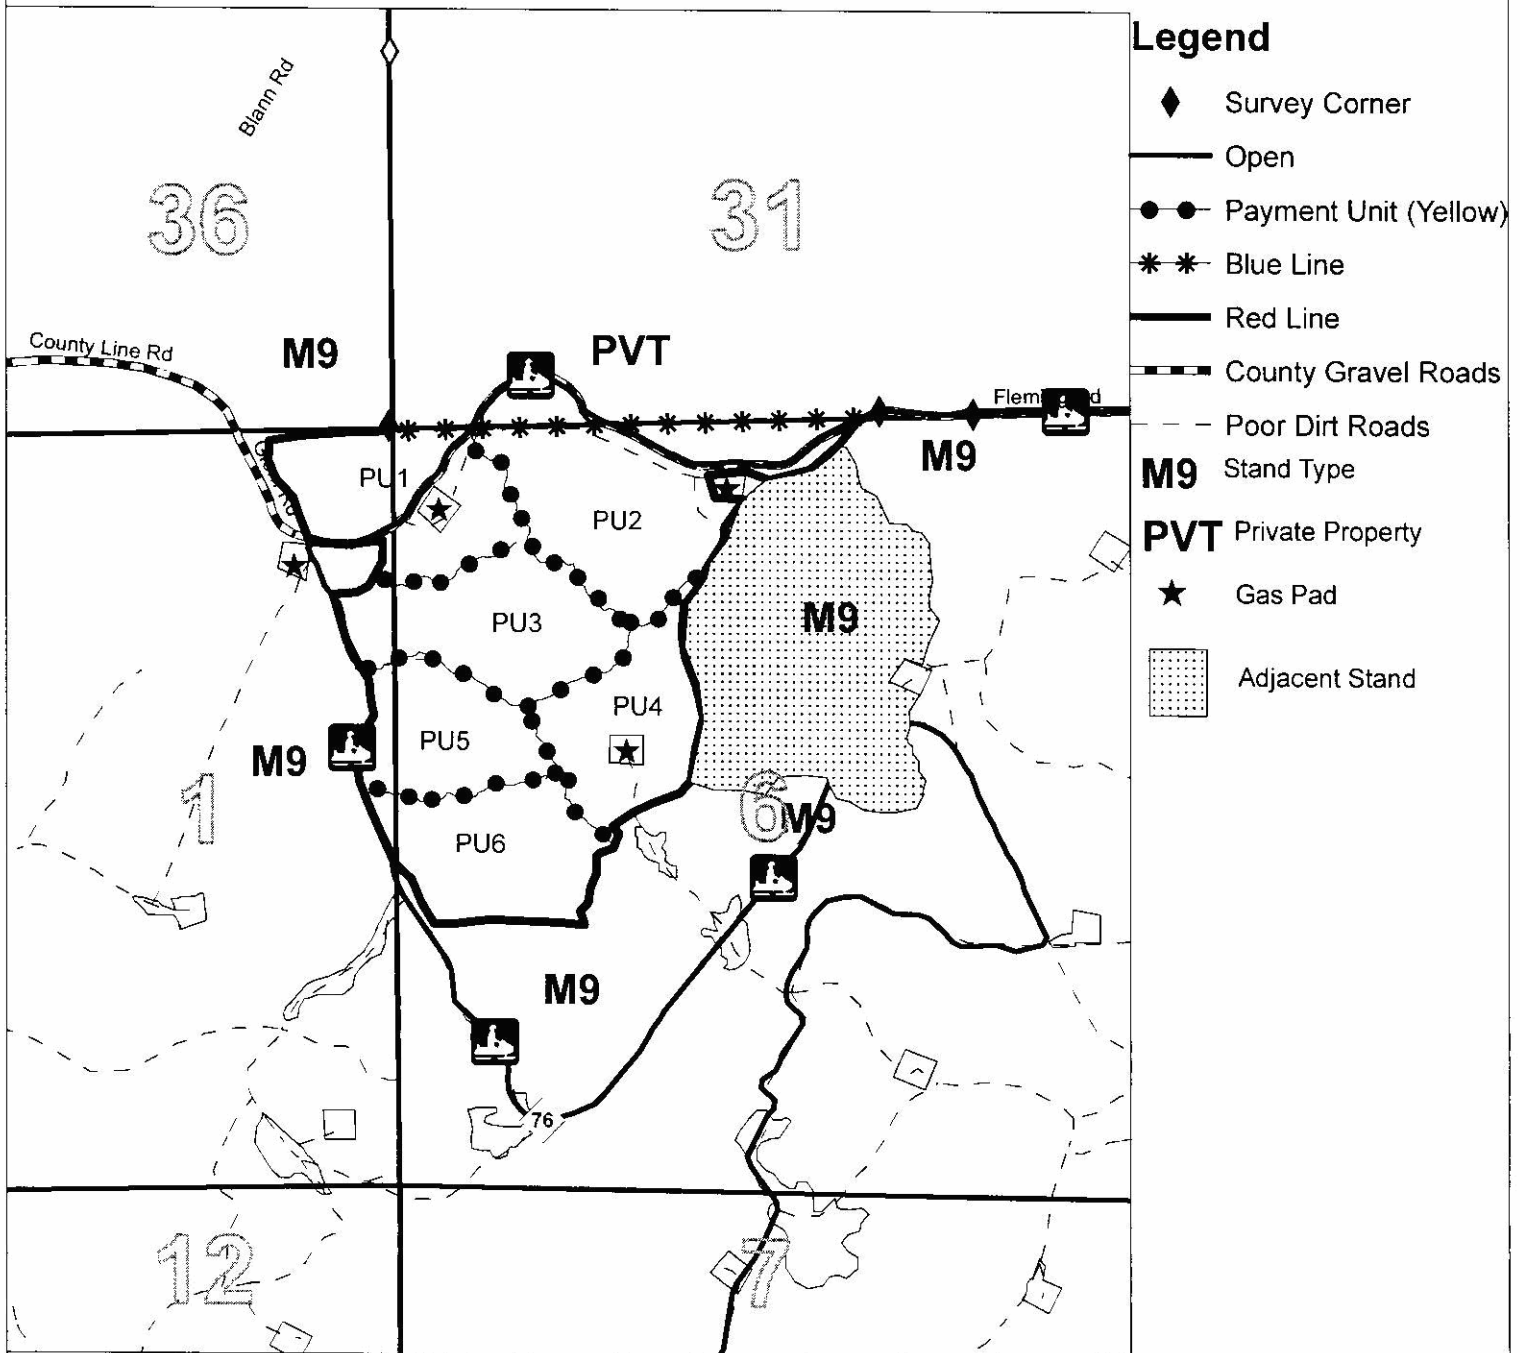 Blann Rd
36
31
County Line Rd
M9
PVT
M9
PU1
PU2
M9
PU3
PU4
PU5
M9
1
6
M9
PU6
M9
76
12
7
Legend
Survey Corner
Open
Payment Unit (Yellow)
Blue Line
Red Line
County Gravel Roads
Poor Dirt Roads
M9 Stand Type
PVT Private Property
Gas Pad
Adjacent Stand